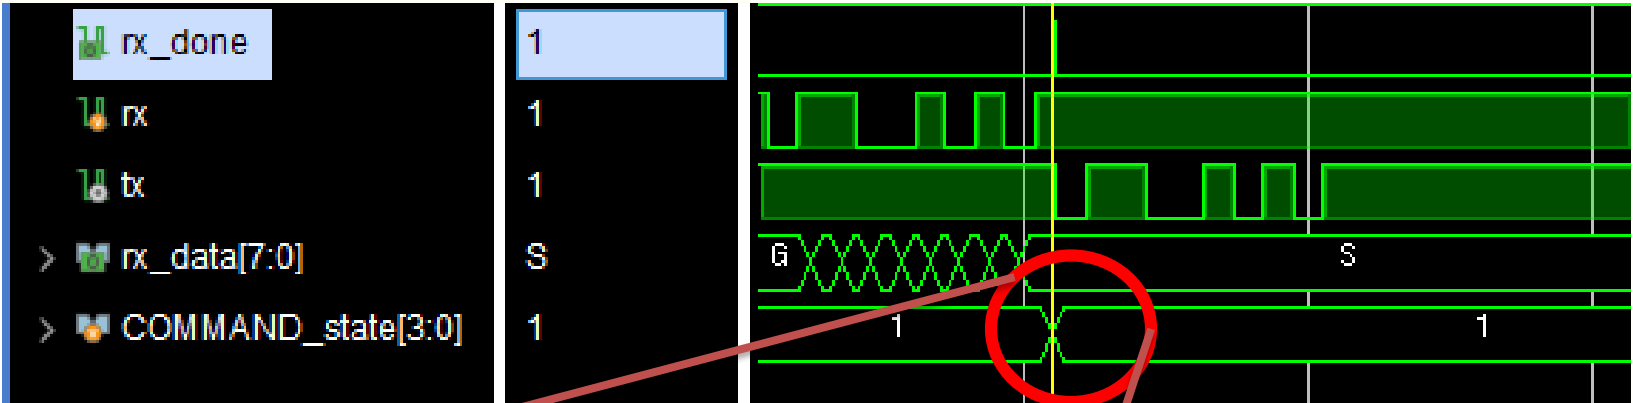 rx_done 1
rx 1
tx 1
rx_data[7:0] S G S
COMMAND_state[3:0] 1 1 1